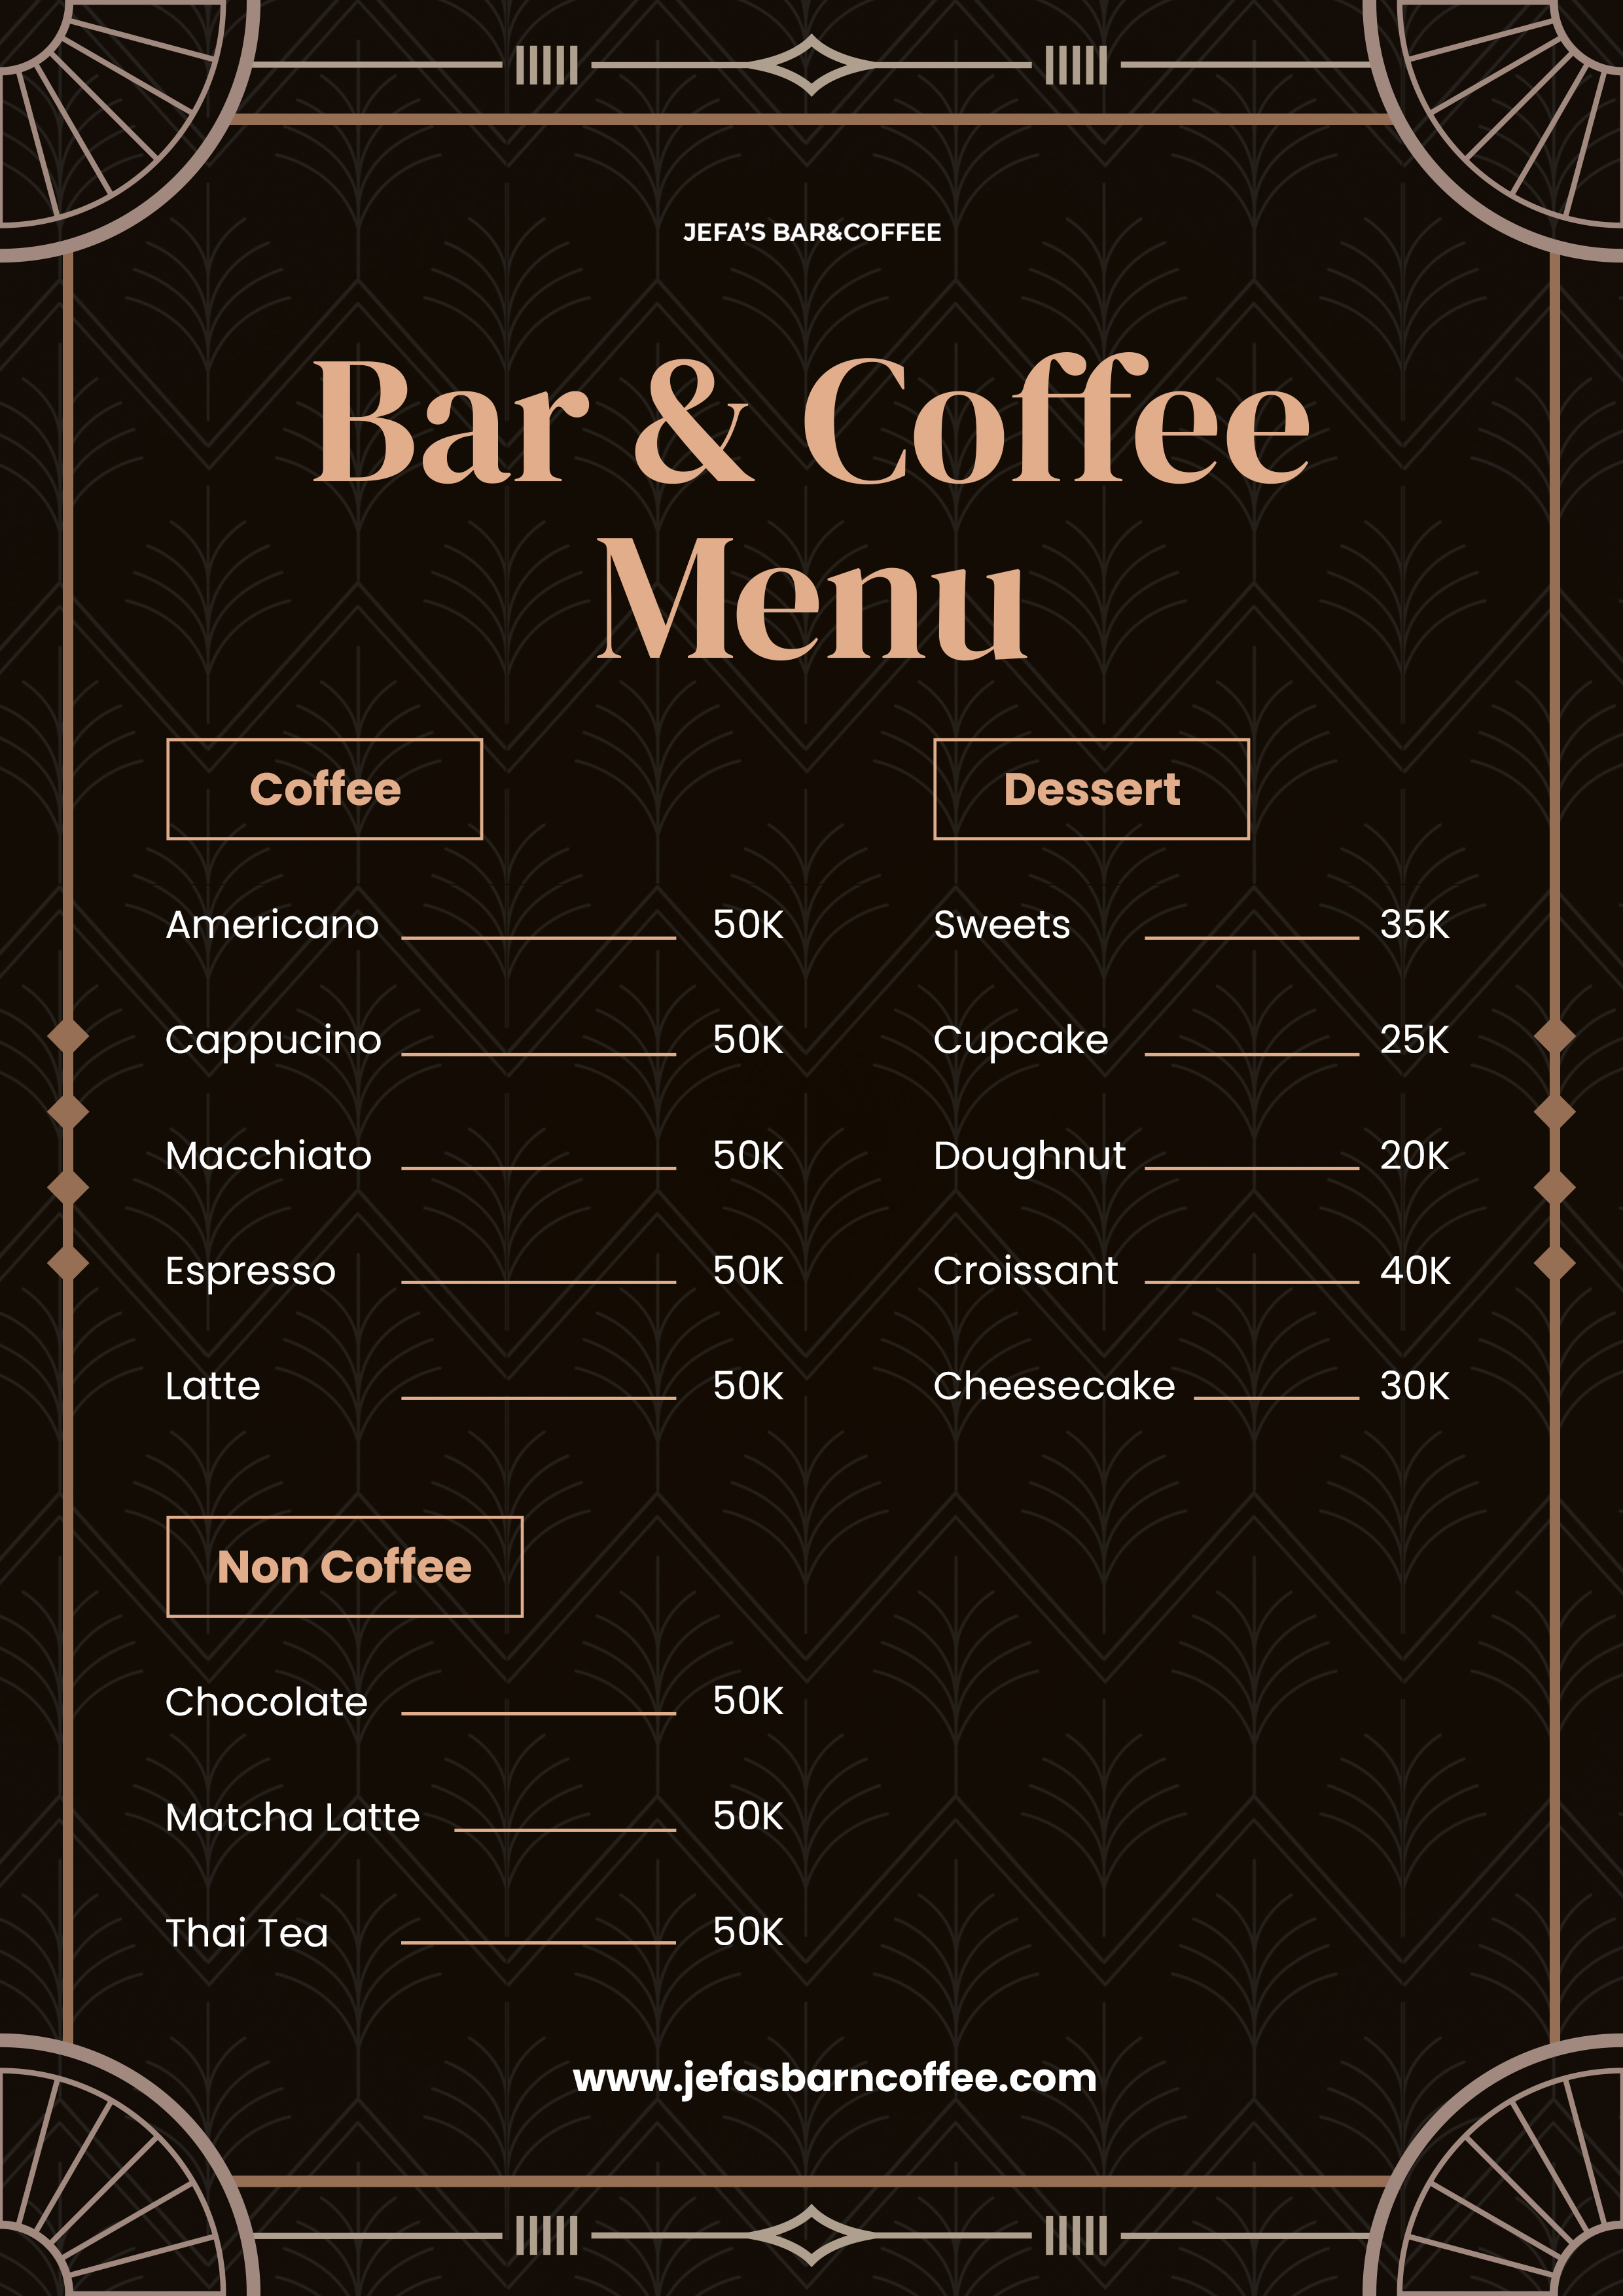 JEFA’S BAR&COFFEE
Bar & Coffee
Menu
Coffee
Americano 50K
Cappucino 50K
Macchiato 50K
Espresso 50K
Latte 50K
Non Coffee
Chocolate 50K
Matcha Latte 50K
Thai Tea 50K
Dessert
Sweets 35K
Cupcake 25K
Doughnut 20K
Croissant 40K
Cheesecake 30K
www.jefasbarncoffee.com